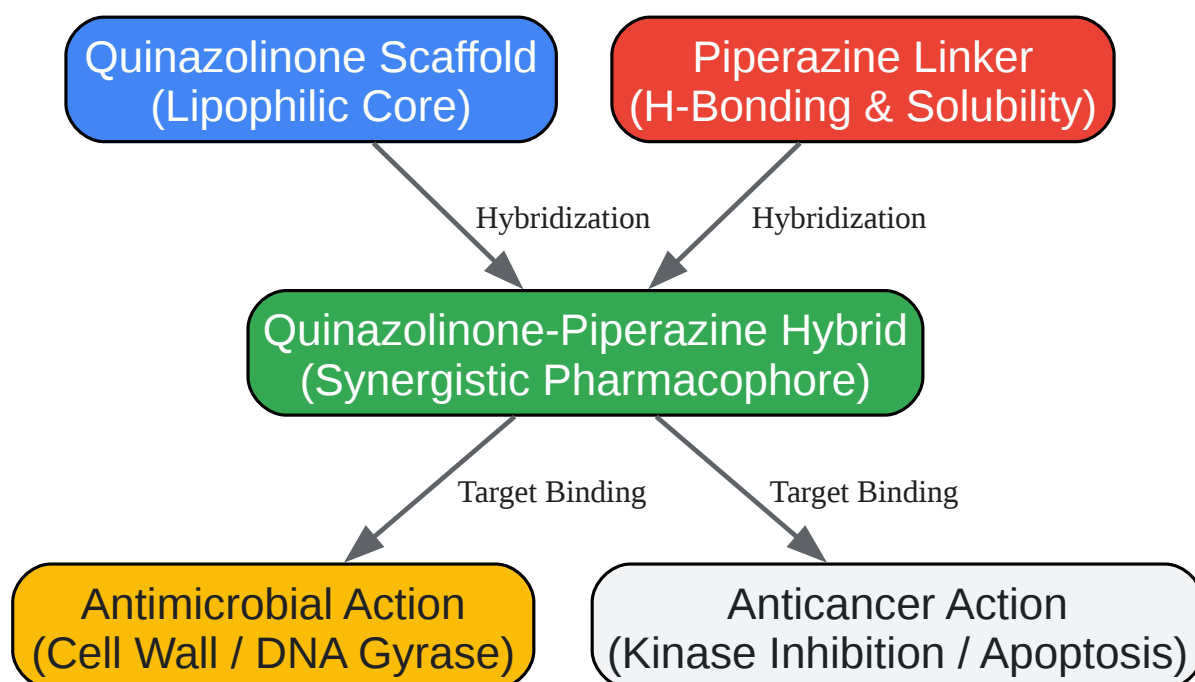 Quinazolinone Scaffold
(Lipophilic Core)
Piperazine Linker
(H-Bonding & Solubility)
Hybridization
Hybridization
Quinazolinone-Piperazine Hybrid
(Synergistic Pharmacophore)
Target Binding
Target Binding
Antimicrobial Action
(Cell Wall / DNA Gyrase)
Anticancer Action
(Kinase Inhibition / Apoptosis)